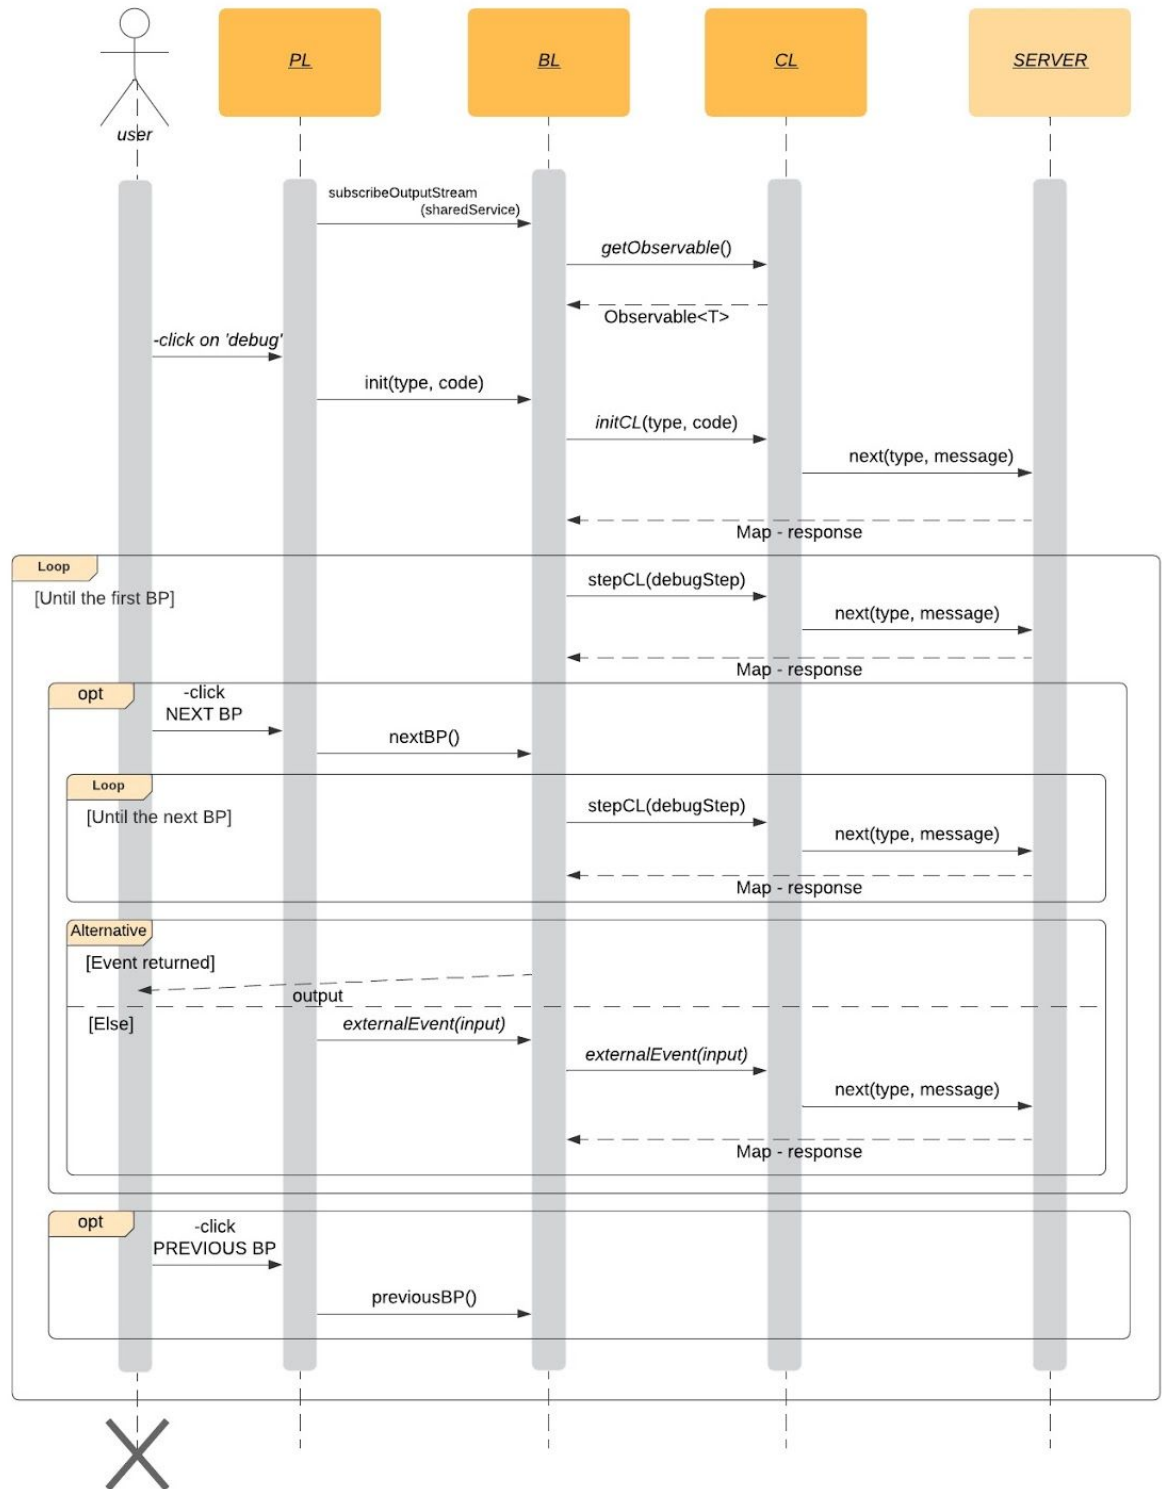 PL
BL
CL
SERVER
user
subscribeOutputStream
(sharedService)
getObservable()
Observable<T>
-click on 'debug'
init(type, code)
initCL(type, code)
next(type, message)
Map - response
Loop
[Until the first BP]
stepCL(debugStep)
next(type, message)
Map - response
opt
-click
NEXT BP
nextBP()
Loop
[Until the next BP]
stepCL(debugStep)
next(type, message)
Map - response
Alternative
[Event returned]
output
[Else]
externalEvent(input)
externalEvent(input)
next(type, message)
Map - response
opt
-click
PREVIOUS BP
previousBP()